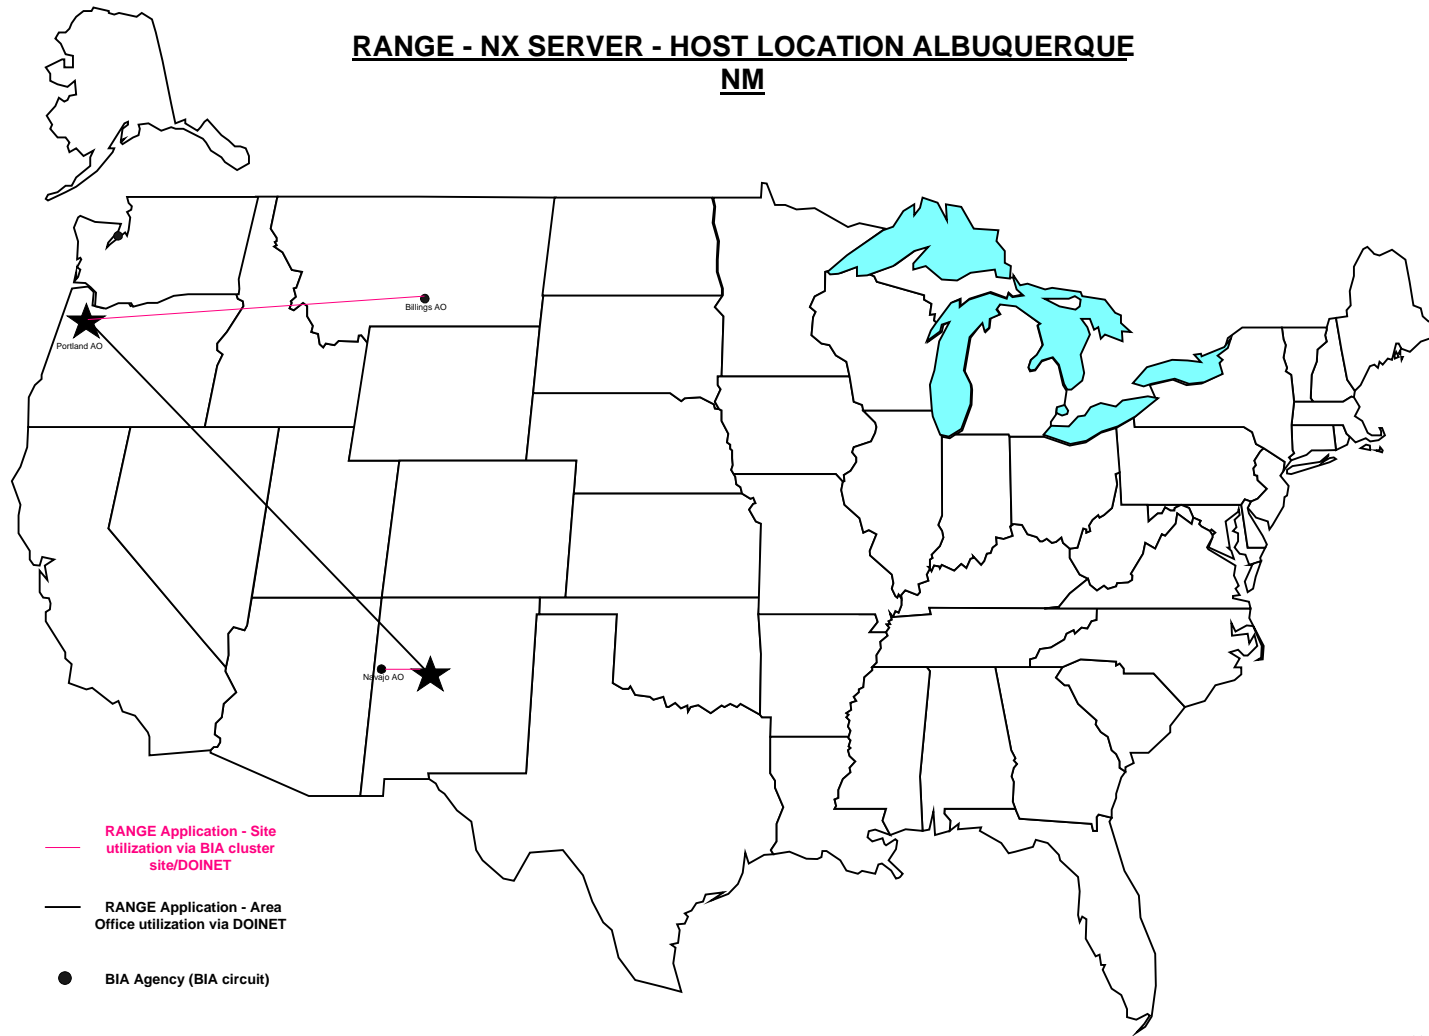 RANGE - NX SERVER - HOST LOCATION ALBUQUERQUE
NM
Billings AO
Portland AO
Navajo AO
RANGE Application - Site
utilization via BIA cluster
site/DOINET
RANGE Application - Area
Office utilization via DOINET
BIA Agency (BIA circuit)